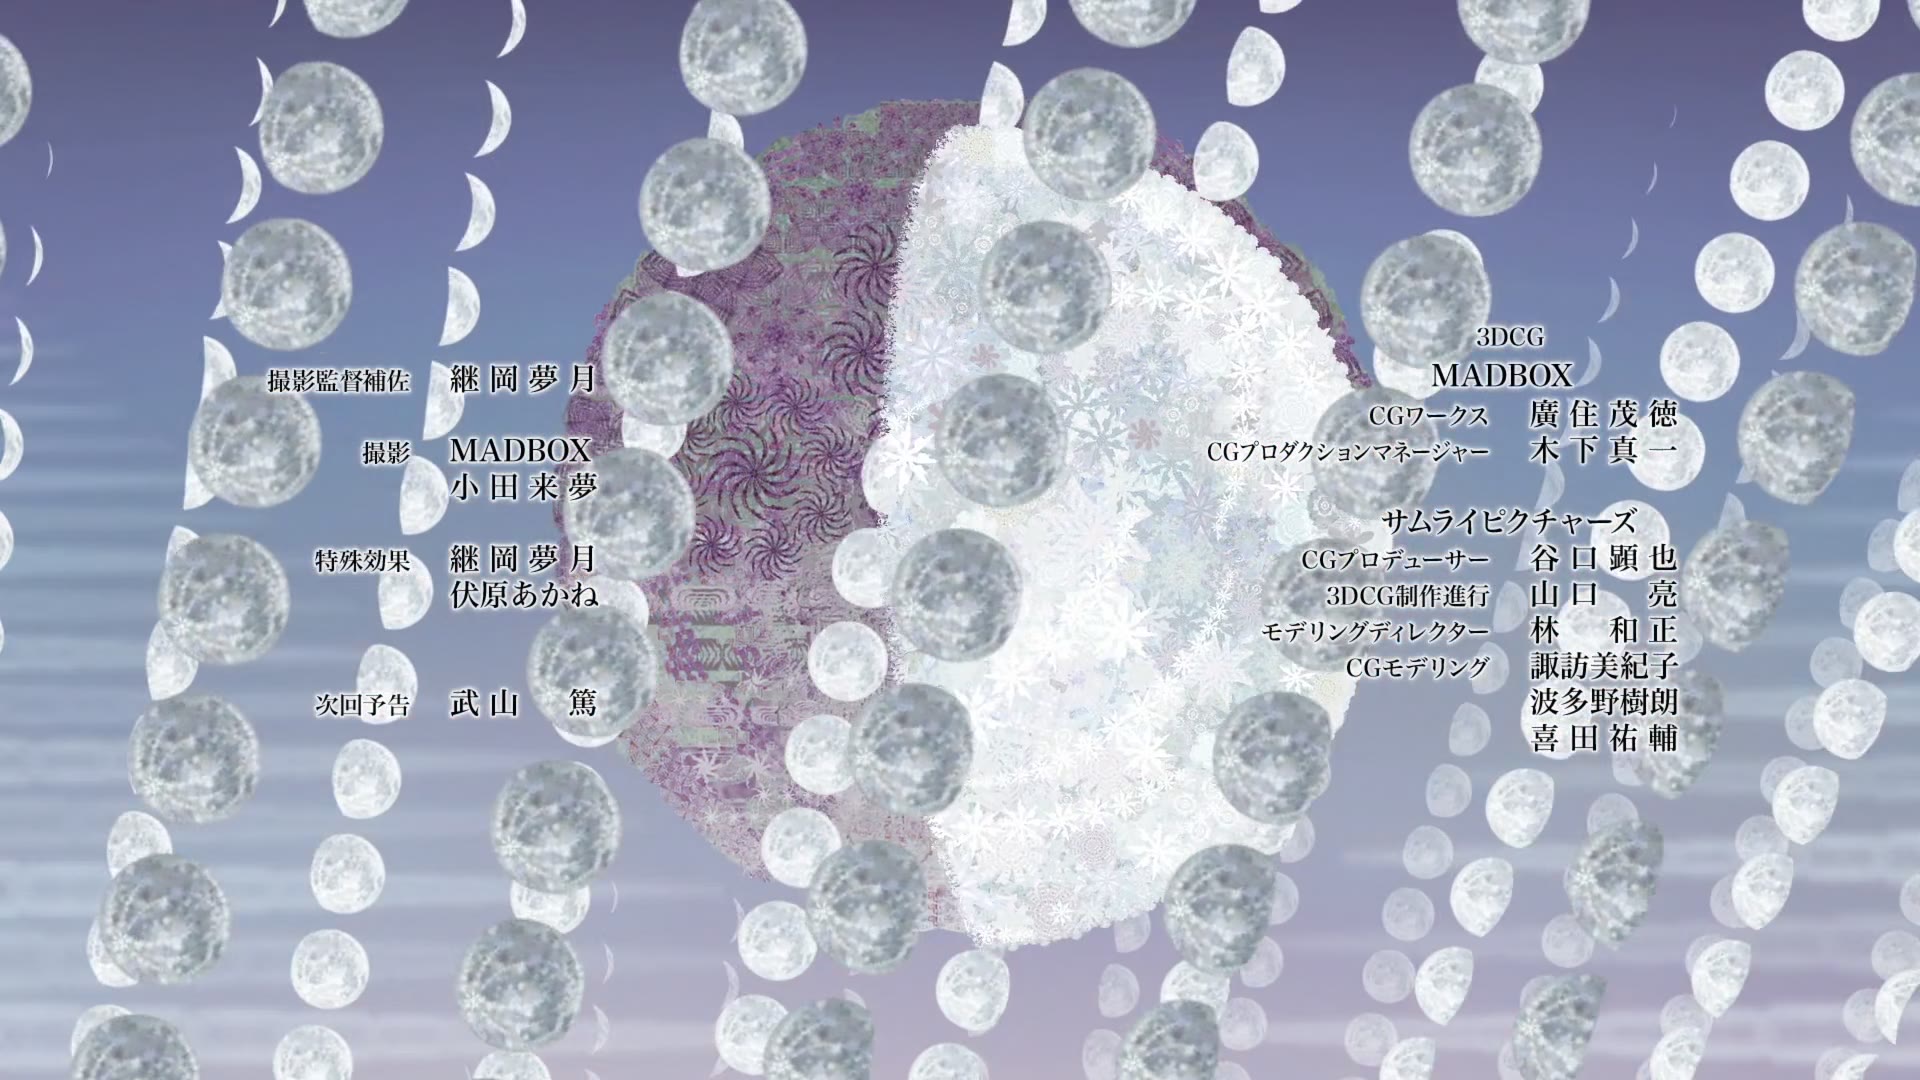 撮影監督補佐 継岡夢月
撮影 MADBOX
小田来夢
特殊効果 継岡夢月
伏原あかね
次回予告 武山 篤
3DCG
MADBOX
CGワークス 廣住茂徳
CGプロダクションマネージャー 木下真一
サムライピクチャーズ
CGプロデューサー 谷口顕也
3DCG制作進行 山口 亮
モデリングディレクター 林 和正
CGモデリング 諏訪美紀子
波多野樹朗
喜田祐輔